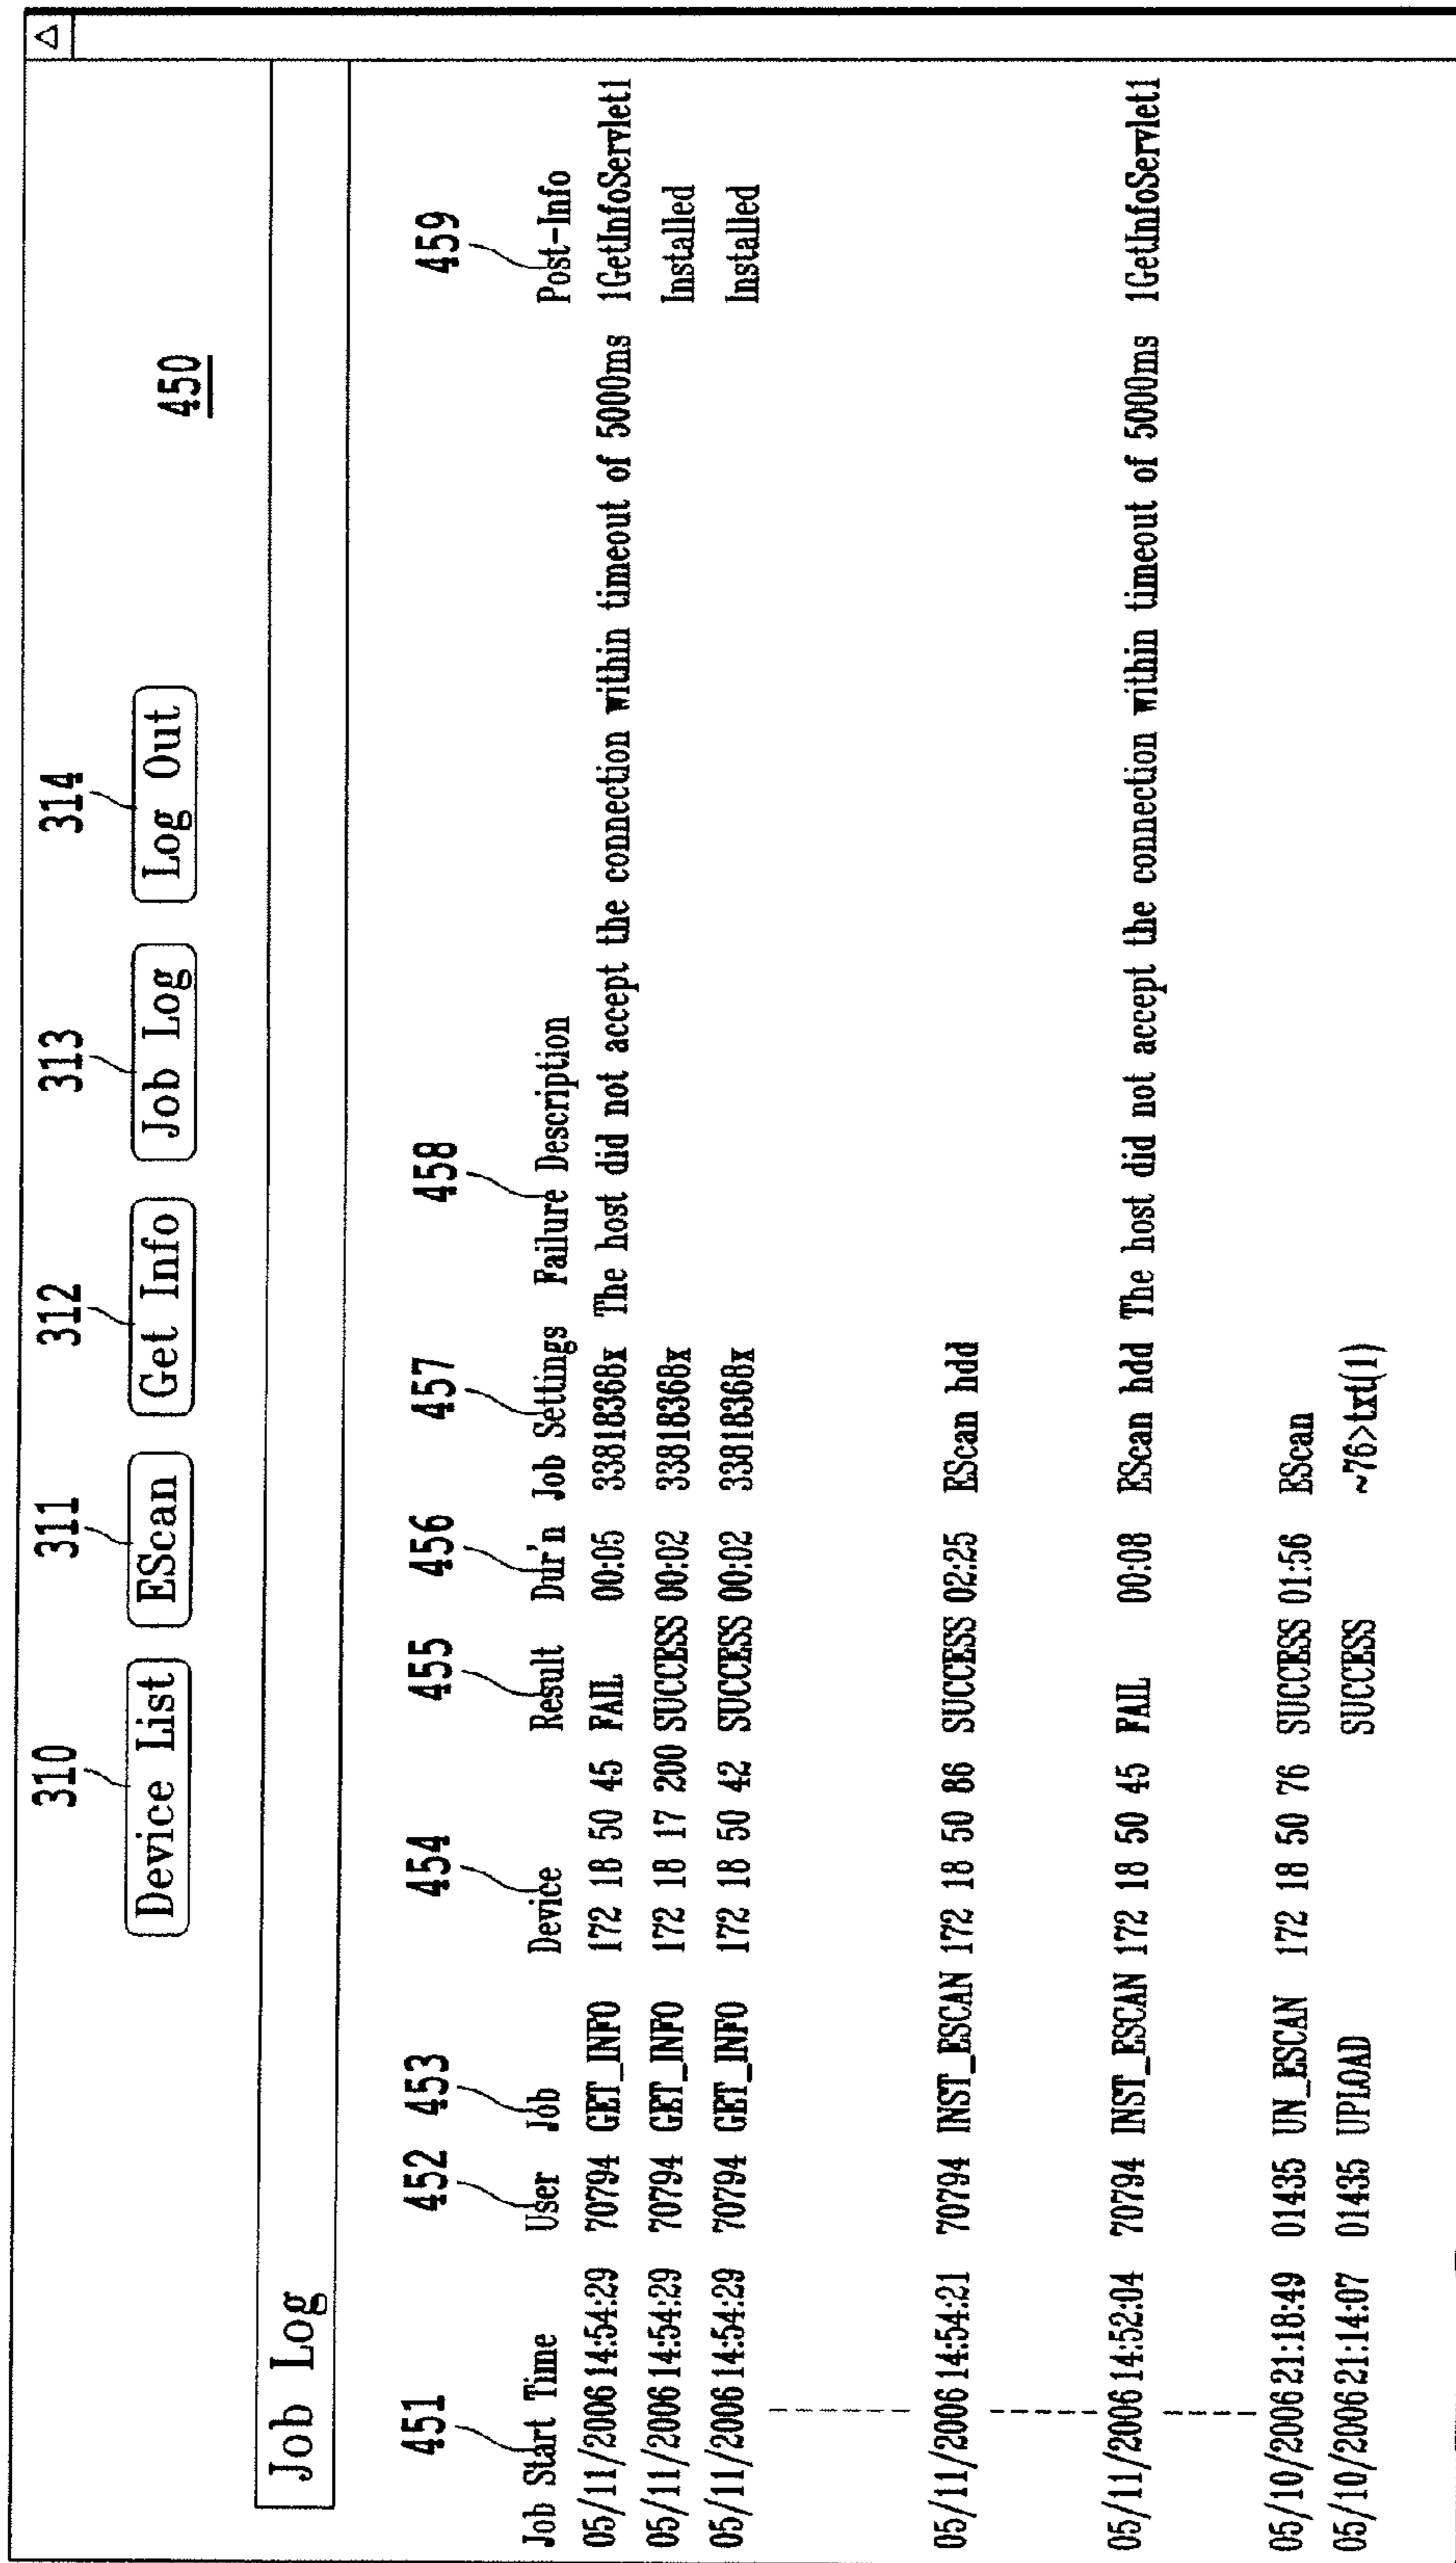 310 311 312 313 314
Device List EScan Get Info Job Log Log Out
450
Job Log
451 452 453 454 455 456 457 458 459
Job Start Time User Job Device Result Dur'n Job Settings Failure Description Post-Info
05/11/2006 14:54:29 70794 GET_INFO 172 18 50 45 FAIL 00:05 33818368x The host did not accept the connection within timeout of 5000ms 1GetInfoServlet1
05/11/2006 14:54:29 70794 GET_INFO 172 18 17 200 SUCCESS 00:02 33818368x Installed
05/11/2006 14:54:29 70794 GET_INFO 172 18 50 42 SUCCESS 00:02 33818368x Installed
05/11/2006 14:54:21 70794 INST_ESCAN 172 18 50 86 SUCCESS 02:25 EScan hdd
05/11/2006 14:52:04 70794 INST_ESCAN 172 18 50 45 FAIL 00:08 EScan hdd The host did not accept the connection within timeout of 5000ms 1GetInfoServlet1
05/10/2006 21:18:49 01435 UN_ESCAN 172 18 50 76 SUCCESS 01:56 EScan
05/10/2006 21:14:07 01435 UPLOAD SUCCESS ~76>txt(1)